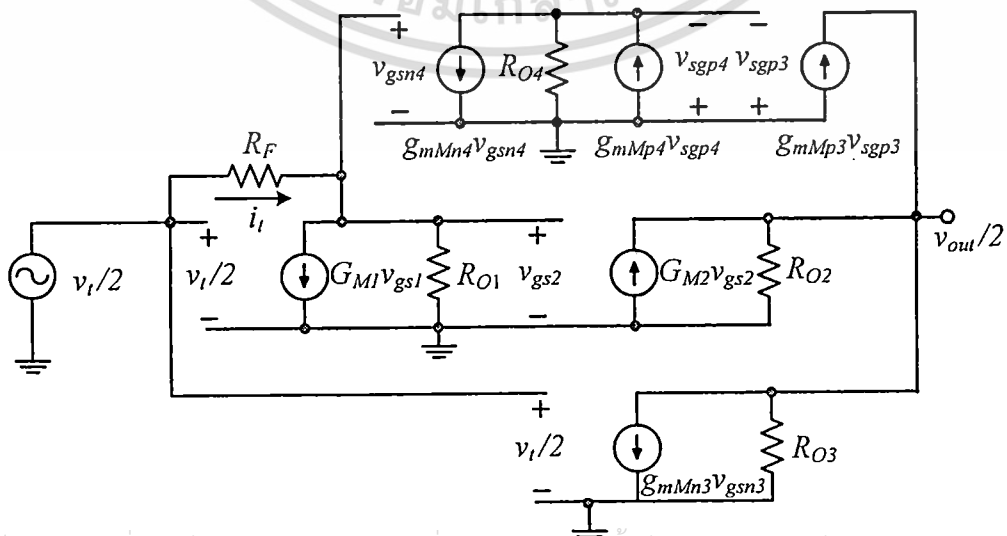 + − −
v_gsn4 R_O4 v_sgp4 v_sgp3
− + +
g_mMn4v_gsn4 g_mMp4v_sgp4 g_mMp3v_sgp3
R_F
i_t
v_t/2
+
v_t/2
−
G_M1v_gs1 R_O1
+
v_gs2
−
G_M2v_gs2 R_O2
v_out/2
+
v_t/2
−
g_mMn3v_gsn3
R_O3